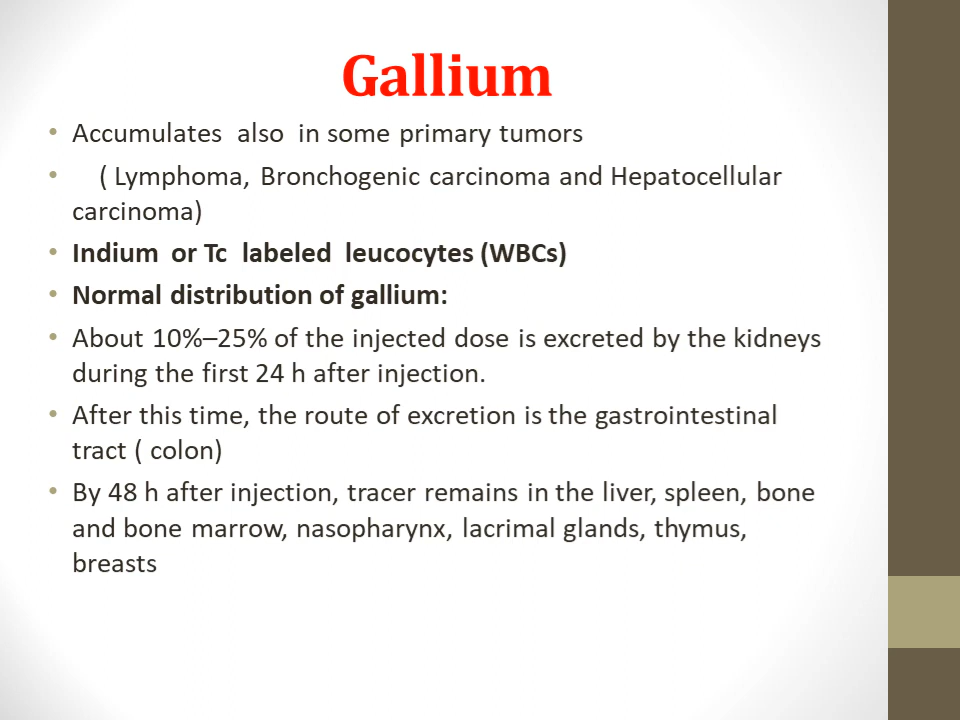 Gallium
• Accumulates also in some primary tumors
• ( Lymphoma, Bronchogenic carcinoma and Hepatocellular
carcinoma)
• Indium or Tc labeled leucocytes (WBCs)
• Normal distribution of gallium:
• About 10%–25% of the injected dose is excreted by the kidneys
during the first 24 h after injection.
• After this time, the route of excretion is the gastrointestinal
tract ( colon)
• By 48 h after injection, tracer remains in the liver, spleen, bone
and bone marrow, nasopharynx, lacrimal glands, thymus,
breasts